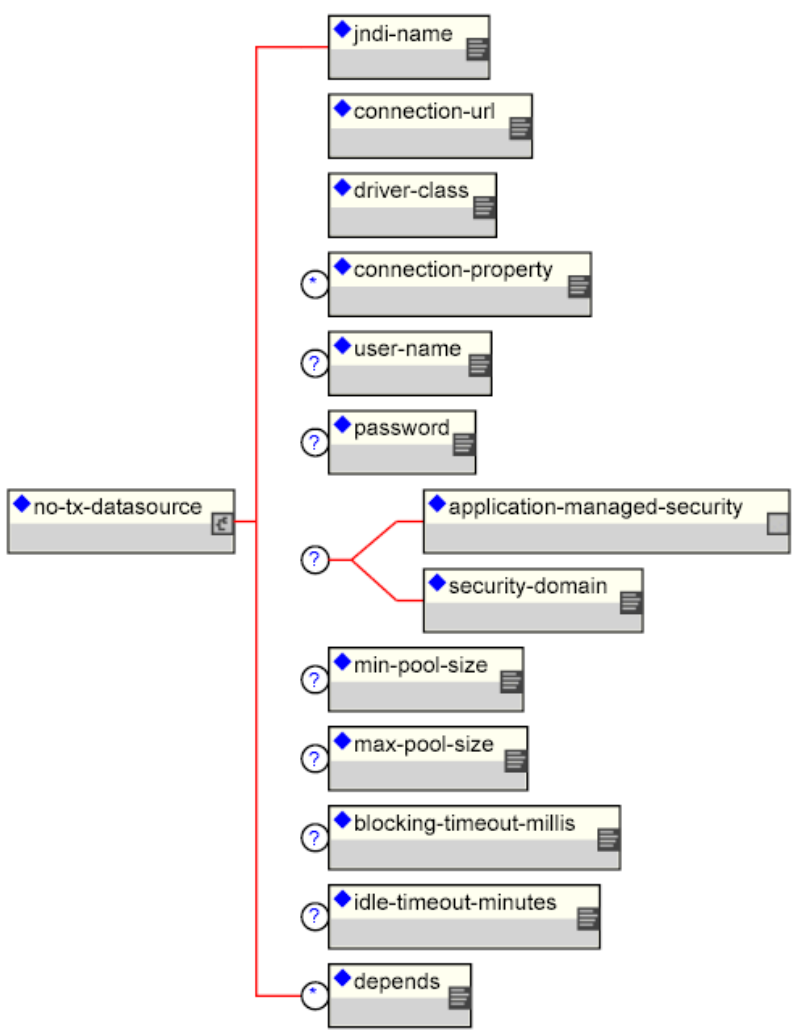 jndi-name
connection-url
driver-class
* connection-property
? user-name
? password
no-tx-datasource
application-managed-security
?
security-domain
? min-pool-size
? max-pool-size
? blocking-timeout-millis
? idle-timeout-minutes
* depends